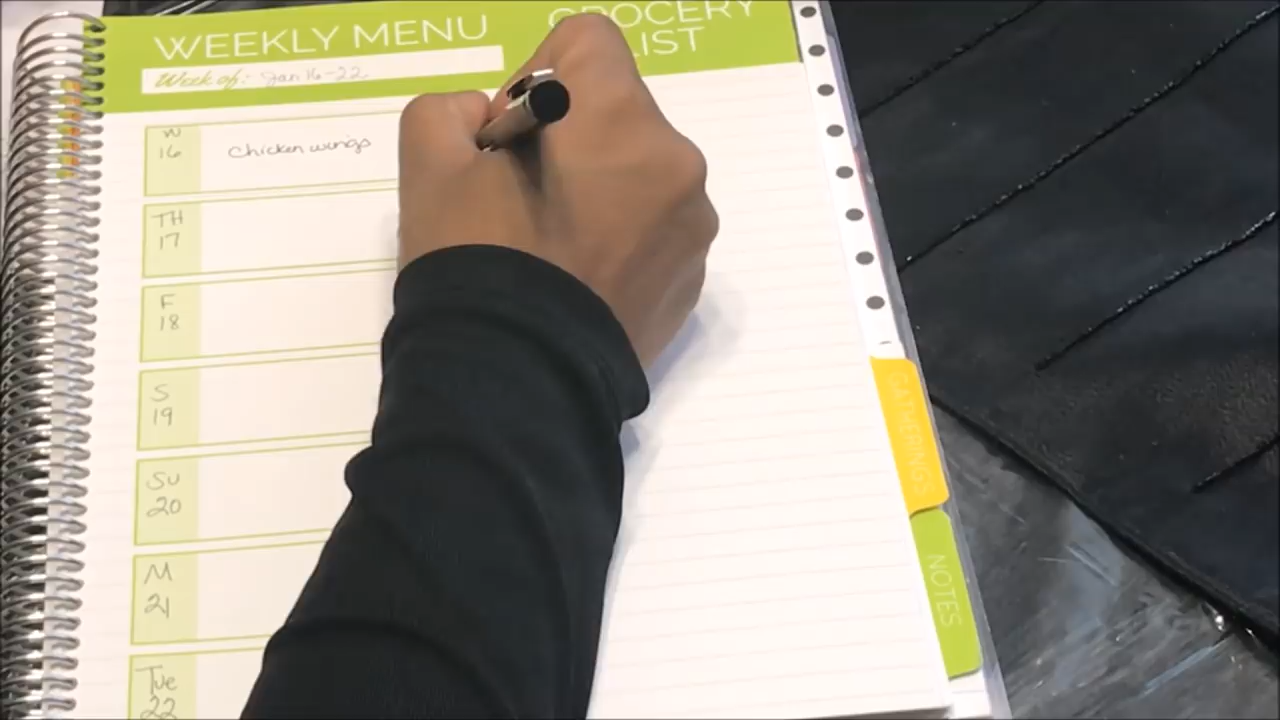 WEEKLY MENU
GROCERY
LIST
Week of: Jan 16-22
W
16
Chicken wings
TH
17
F
18
S
19
SU
20
M
21
Tue
22
GATHERINGS
NOTES